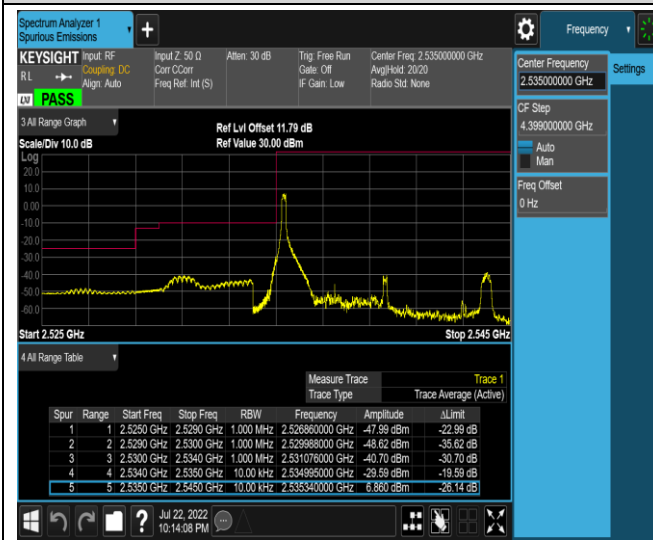 Spectrum Analyzer 1
Spurious Emissions
+
Frequency
KEYSIGHT Input: RF Input Z: 50 Ω Atten: 30 dB Trig: Free Run Center Freq: 2.535000000 GHz
RL Coupling: DC Corr CCorr Gate: Off Avg|Hold: 20/20
Align: Auto Freq Ref: Int (S) IF Gain: Low Radio Std: None
LXI PASS
Center Frequency
2.535000000 GHz
Settings
CF Step
4.399000000 GHz
Auto
Man
Freq Offset
0 Hz
3 All Range Graph
Ref Lvl Offset 11.79 dB
Scale/Div 10.0 dB Ref Value 30.00 dBm
Log
20.0
10.0
0.00
-10.0
-20.0
-30.0
-40.0
-50.0
-60.0
Start 2.525 GHz Stop 2.545 GHz
4 All Range Table
Measure Trace Trace 1
Trace Type Trace Average (Active)
Spur Range Start Freq Stop Freq RBW Frequency Amplitude ΔLimit
1 1 2.5250 GHz 2.5290 GHz 1.000 MHz 2.526860000 GHz -47.99 dBm -22.99 dB
2 2 2.5290 GHz 2.5300 GHz 1.000 MHz 2.529988000 GHz -48.62 dBm -35.62 dB
3 3 2.5300 GHz 2.5340 GHz 1.000 MHz 2.531076000 GHz -40.70 dBm -30.70 dB
4 4 2.5340 GHz 2.5350 GHz 10.00 kHz 2.534995000 GHz -29.59 dBm -19.59 dB
5 5 2.5350 GHz 2.5450 GHz 10.00 kHz 2.535340000 GHz 6.860 dBm -26.14 dB
?
Jul 22, 2022
10:14:08 PM